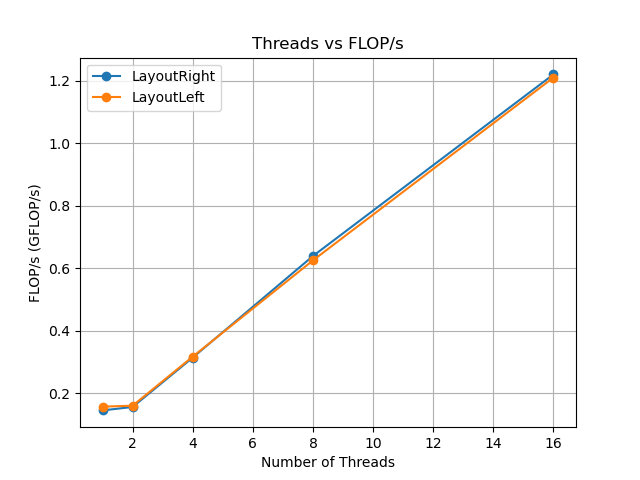 Threads vs FLOP/s
LayoutRight
LayoutLeft
FLOP/s (GFLOP/s)
1.2
1.0
0.8
0.6
0.4
0.2
2 4 6 8 10 12 14 16
Number of Threads